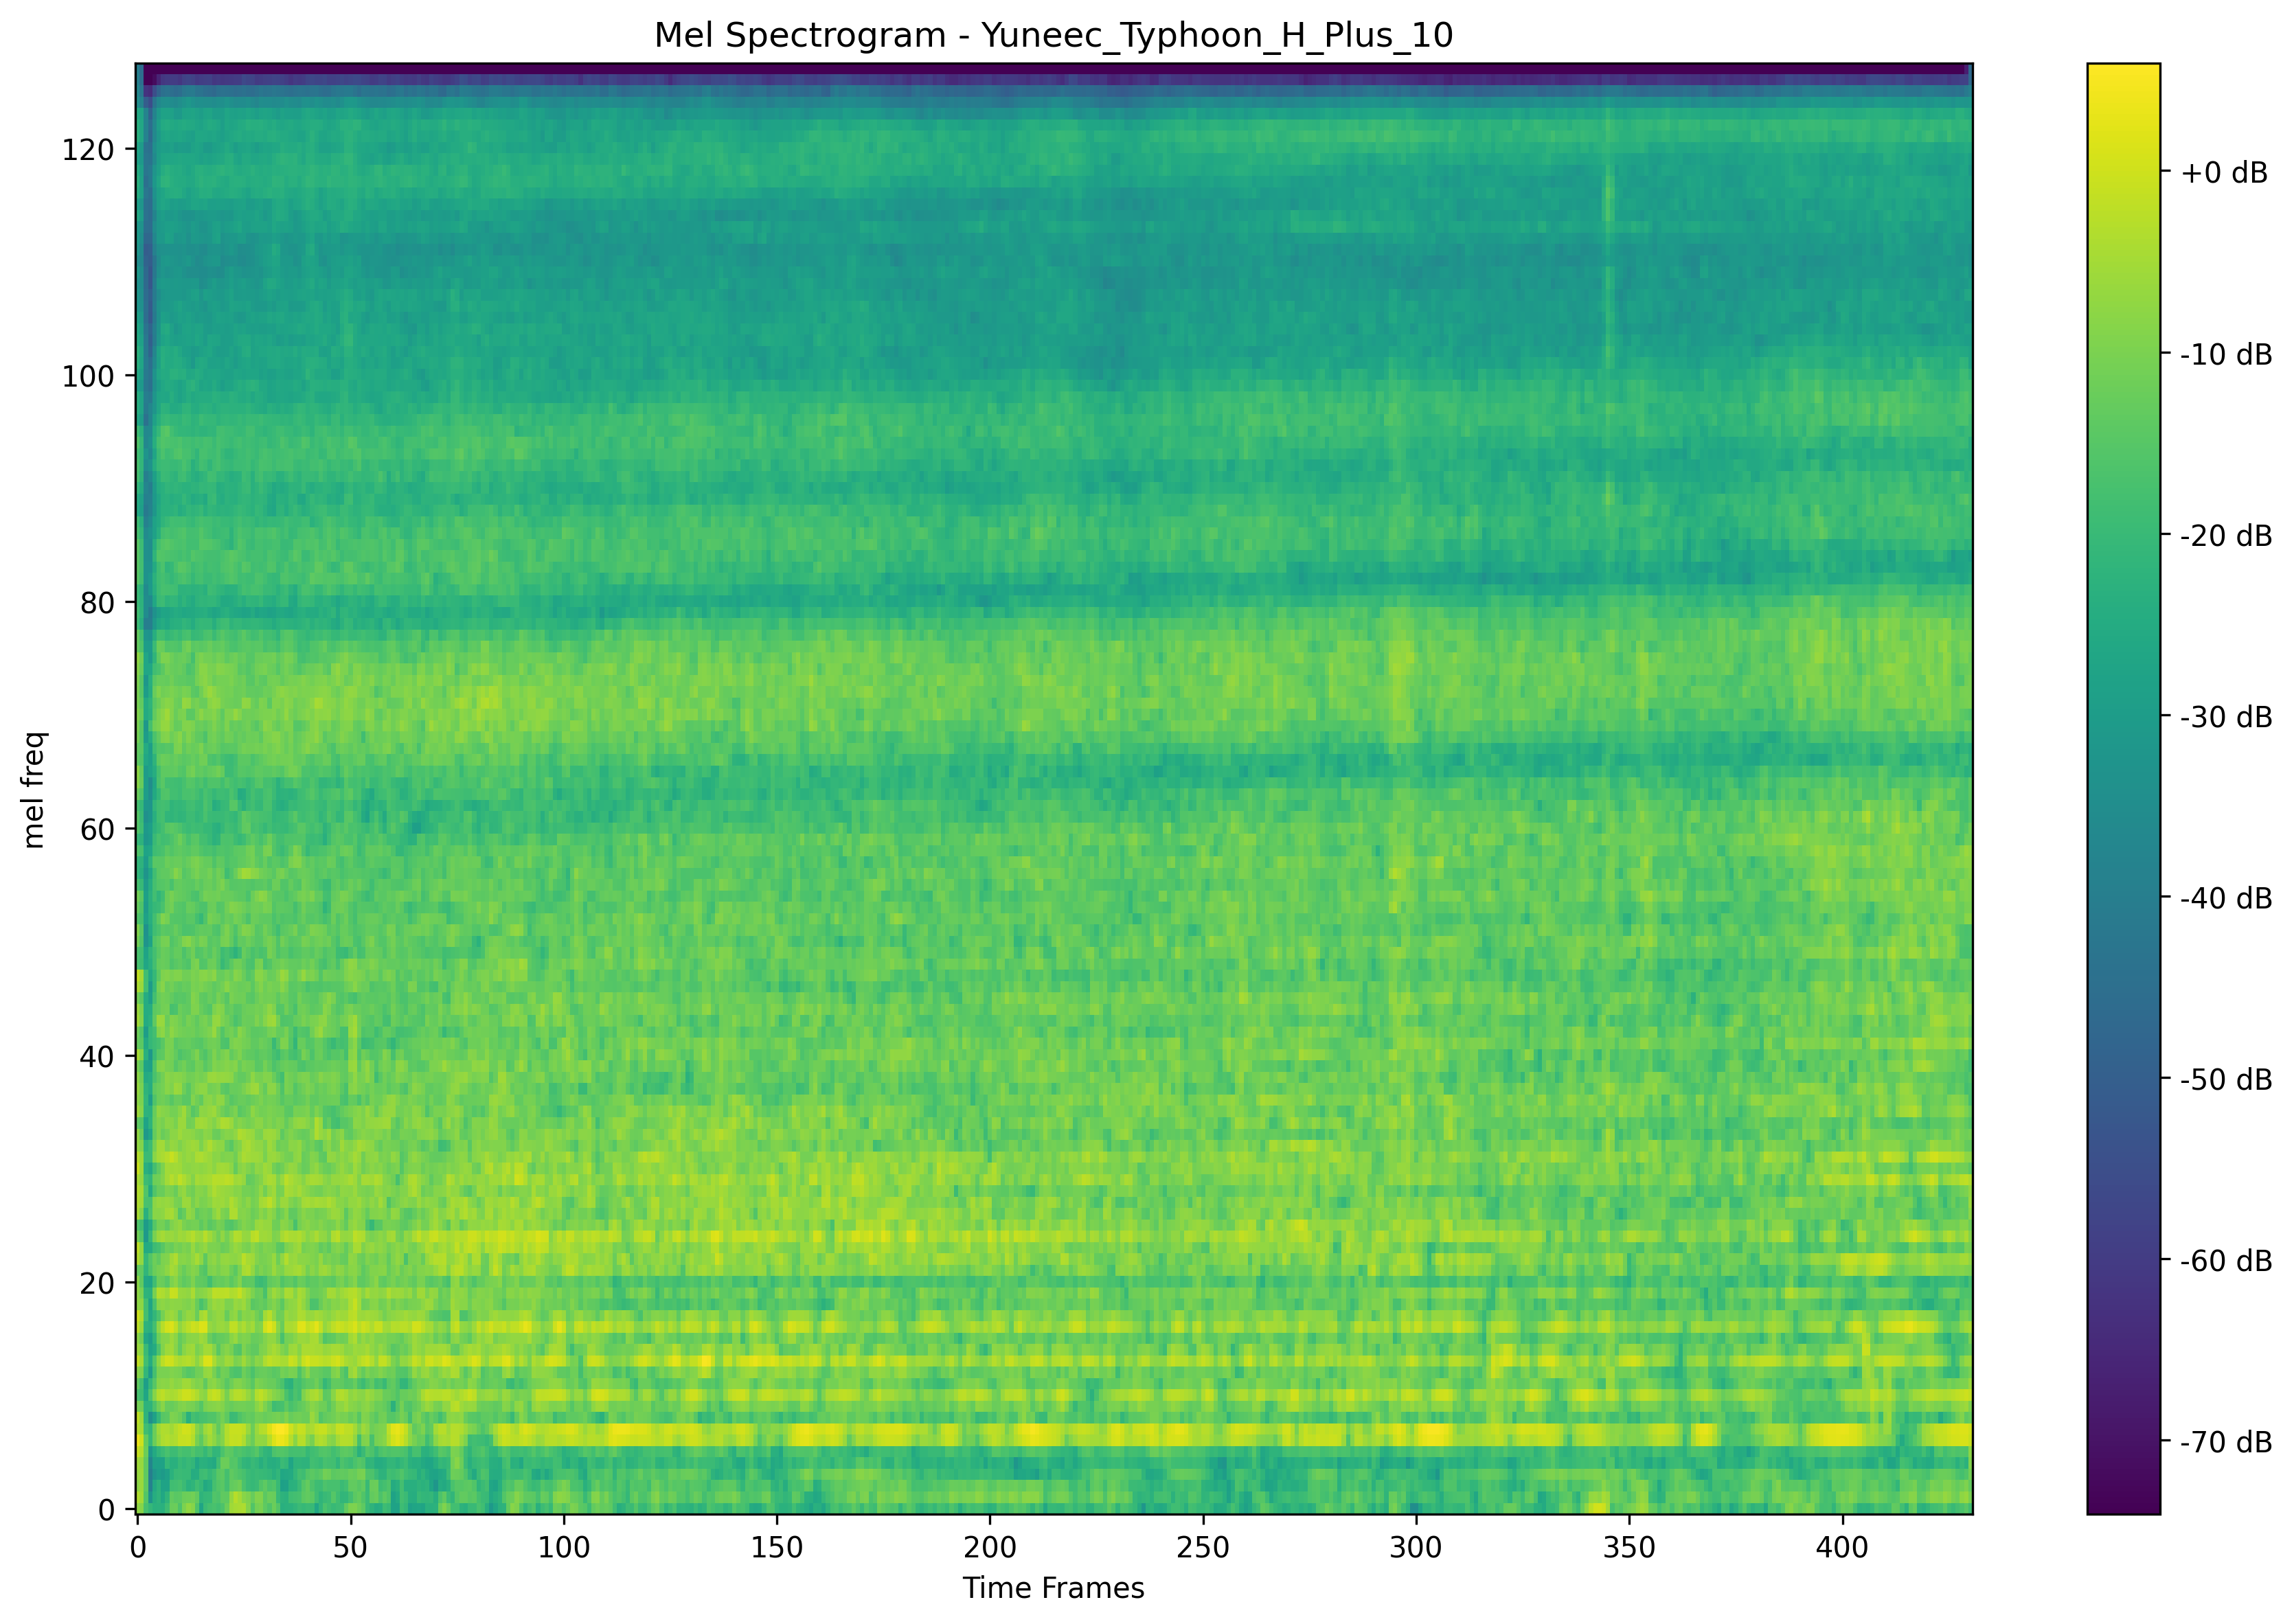 Mel Spectrogram - Yuneec_Typhoon_H_Plus_10
mel freq
120
100
80
60
40
20
0
0 50 100 150 200 250 300 350 400
Time Frames
+0 dB
-10 dB
-20 dB
-30 dB
-40 dB
-50 dB
-60 dB
-70 dB